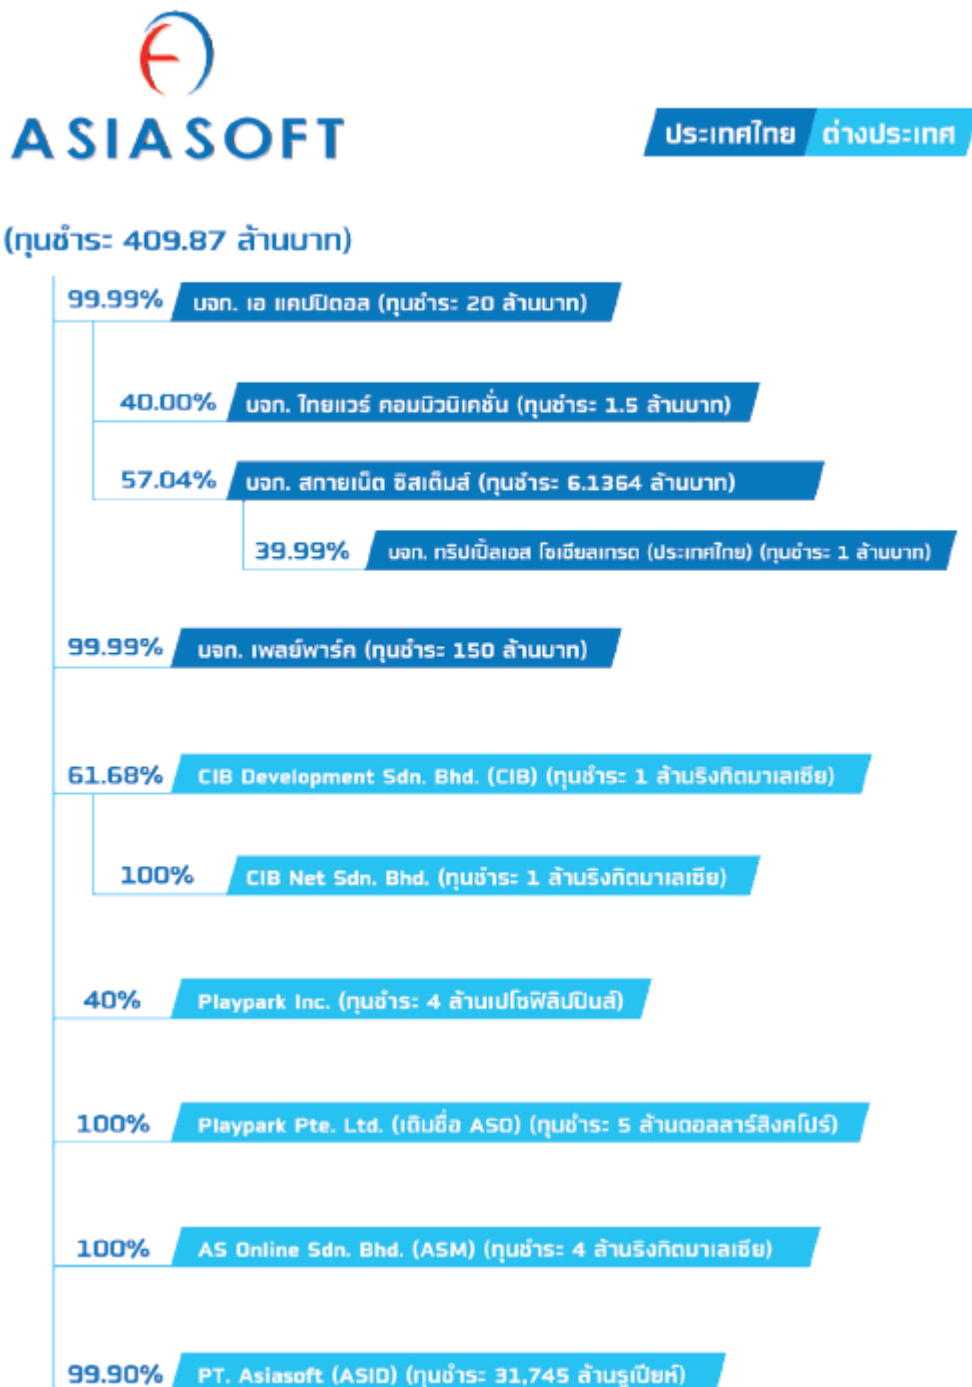 ASIASOFT
ประเทศไทย ต่างประเทศ
(ทุนชำระ 409.87 ล้านบาท)
99.99% บจก. เอ แคปปิตอล (ทุนชำระ 20 ล้านบาท)
40.00% บจก. ไทยแวร์ คอมมิวนิเคชั่น (ทุนชำระ 1.5 ล้านบาท)
57.04% บจก. สกายเน็ต ซิสเต็มส์ (ทุนชำระ 6.1364 ล้านบาท)
39.99% บจก. ทริปเปิ้ลเอส โซเชียลเทรด (ประเทศไทย) (ทุนชำระ 1 ล้านบาท)
99.99% บจก. เพลย์พาร์ค (ทุนชำระ 150 ล้านบาท)
61.68% CIB Development Sdn. Bhd. (CIB) (ทุนชำระ 1 ล้านริงกิตมาเลเซีย)
100% CIB Net Sdn. Bhd. (ทุนชำระ 1 ล้านริงกิตมาเลเซีย)
40% Playpark Inc. (ทุนชำระ 4 ล้านเปโซฟิลิปปินส์)
100% Playpark Pte. Ltd. (เดิมชื่อ ASO) (ทุนชำระ 5 ล้านดอลลาร์สิงคโปร์)
100% AS Online Sdn. Bhd. (ASM) (ทุนชำระ 4 ล้านริงกิตมาเลเซีย)
99.90% PT. Asiasoft (ASID) (ทุนชำระ 31,745 ล้านรูเปียห์)